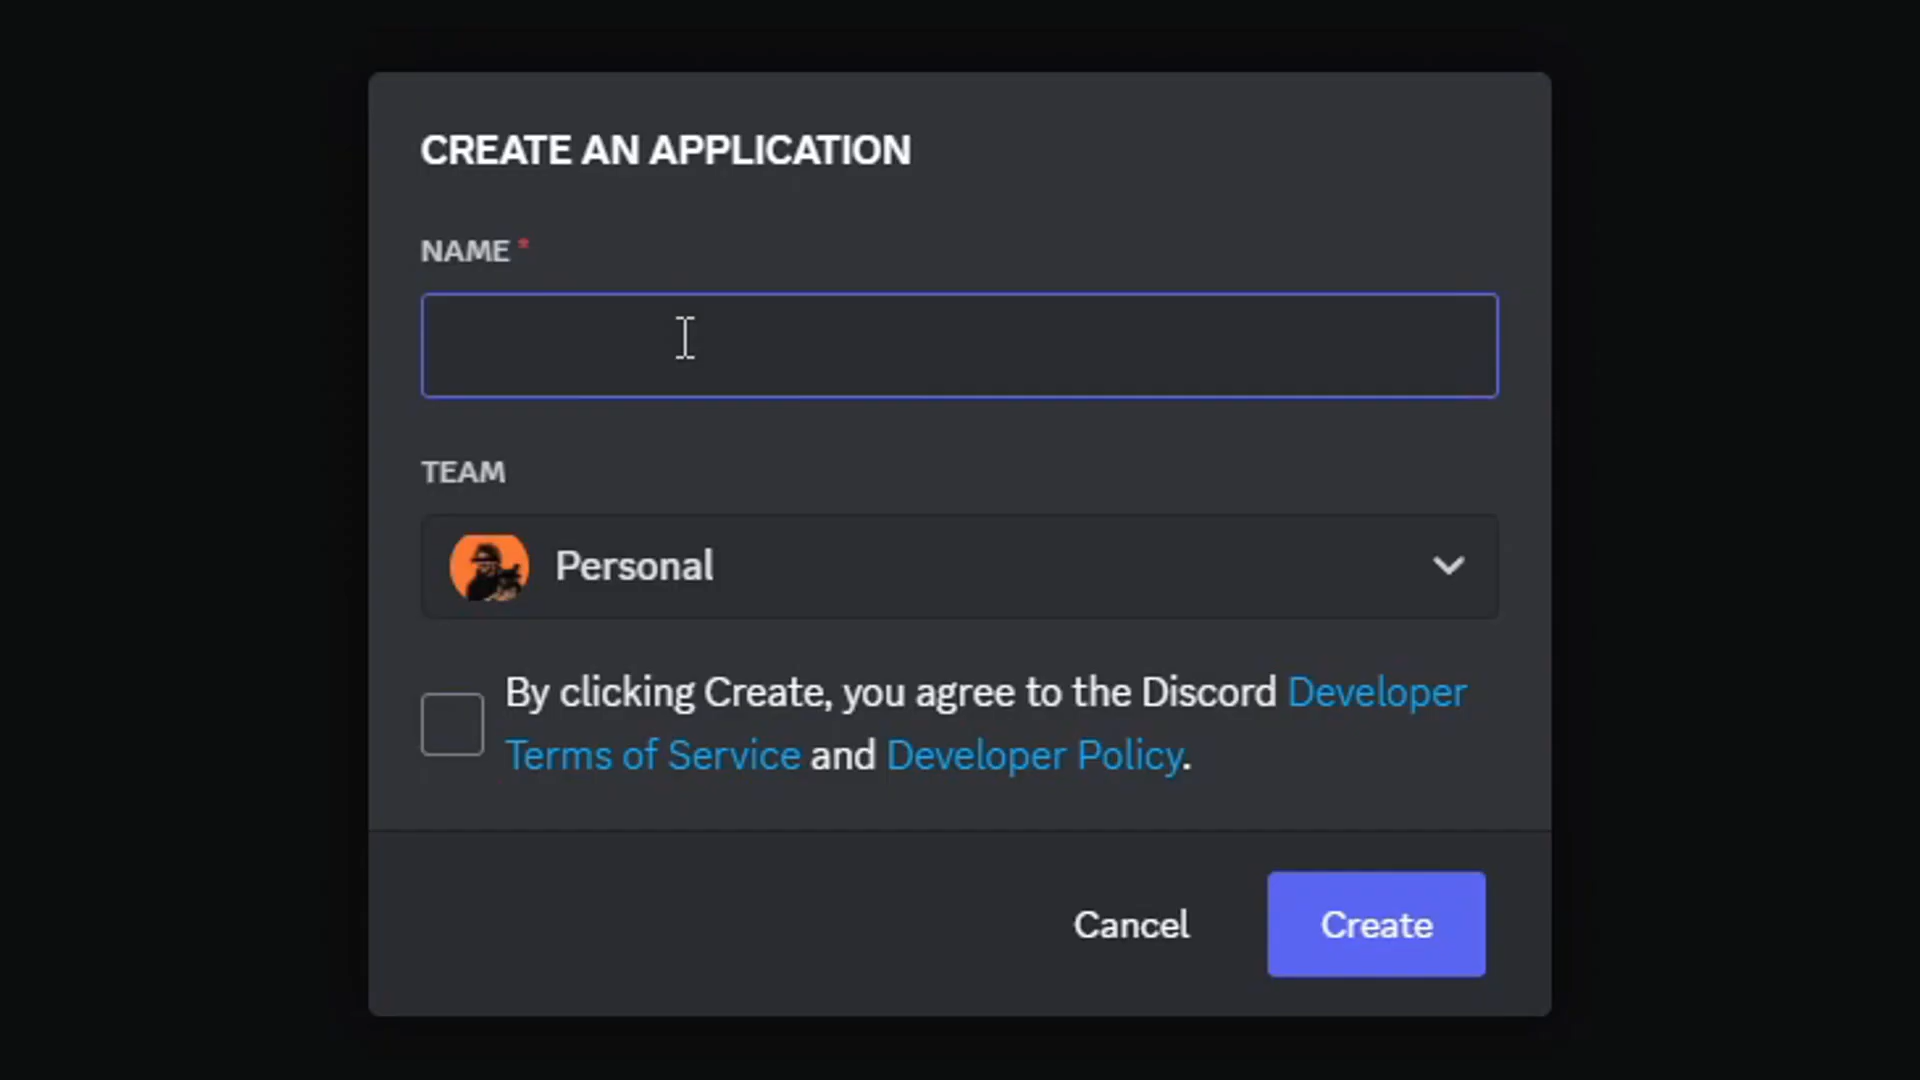 CREATE AN APPLICATION
NAME *
TEAM
Personal
By clicking Create, you agree to the Discord Developer
Terms of Service and Developer Policy.
Cancel
Create